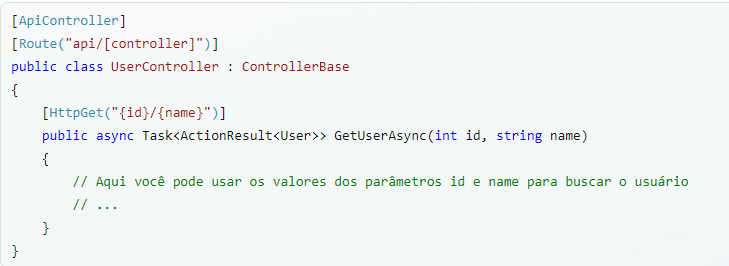 [ApiController]
[Route("api/[controller]")]
public class UserController : ControllerBase
{
    [HttpGet("{id}/{name}")]
    public async Task<ActionResult<User>> GetUserAsync(int id, string name)
    {
        // Aqui você pode usar os valores dos parâmetros id e name para buscar o usuário
        // ...
    }
}